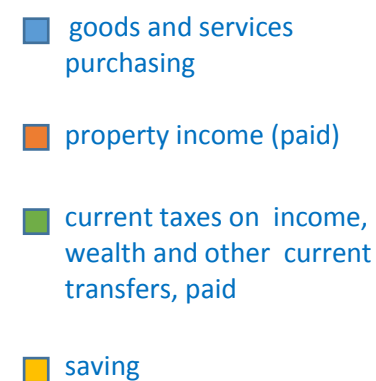 goods and services
purchasing
property income (paid)
current taxes on income,
wealth and other current
transfers, paid
saving